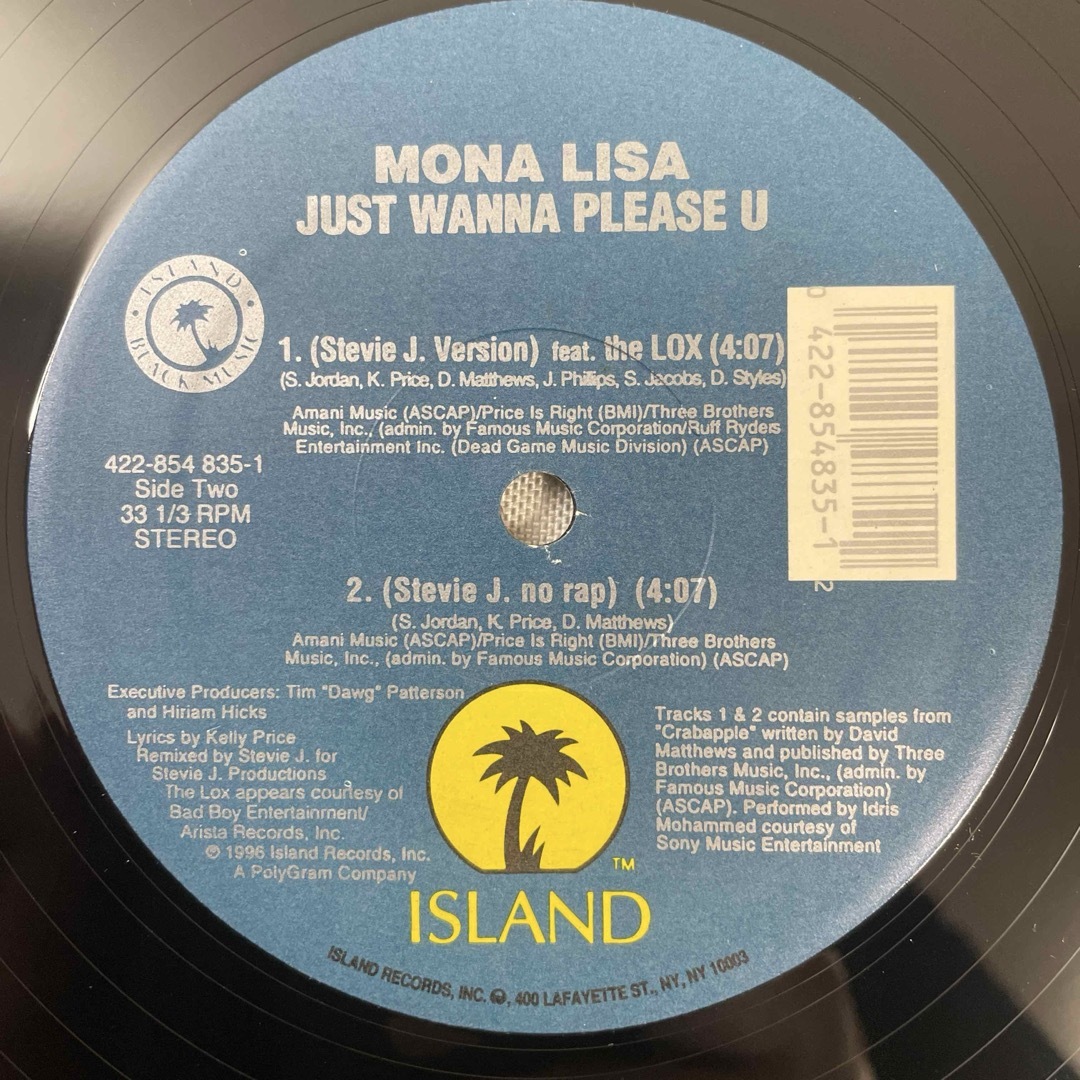 MONA LISA
JUST WANNA PLEASE U
ISLAND
BLACK MUSIC
1. (Stevie J. Version) feat. the LOX (4:07)
(S. Jordan, K. Price, D. Matthews, J. Phillips, S. Jacobs, D. Styles)
Amani Music (ASCAP)/Price Is Right (BMI)/Three Brothers
Music, Inc., (admin. by Famous Music Corporation/Ruff Ryders
Entertainment Inc. (Dead Game Music Division) (ASCAP)
422-854 835-1
Side Two
33 1/3 RPM
STEREO
0 422-854835-1 2
2. (Stevie J. no rap) (4:07)
(S. Jordan, K. Price, D. Matthews)
Amani Music (ASCAP)/Price Is Right (BMI)/Three Brothers
Music, Inc., (admin. by Famous Music Corporation) (ASCAP)
Executive Producers: Tim "Dawg" Patterson
and Hiriam Hicks
Lyrics by Kelly Price
Remixed by Stevie J. for
Stevie J. Productions
The Lox appears courtesy of
Bad Boy Entertainment/
Arista Records, Inc.
℗ 1996 Island Records, Inc.
A PolyGram Company
Tracks 1 & 2 contain samples from
"Crabapple" written by David
Matthews and published by Three
Brothers Music, Inc., (admin. by
Famous Music Corporation)
(ASCAP). Performed by Idris
Mohammed courtesy of
Sony Music Entertainment
TM
ISLAND
ISLAND RECORDS, INC. ℗, 400 LAFAYETTE ST., NY, NY 10003